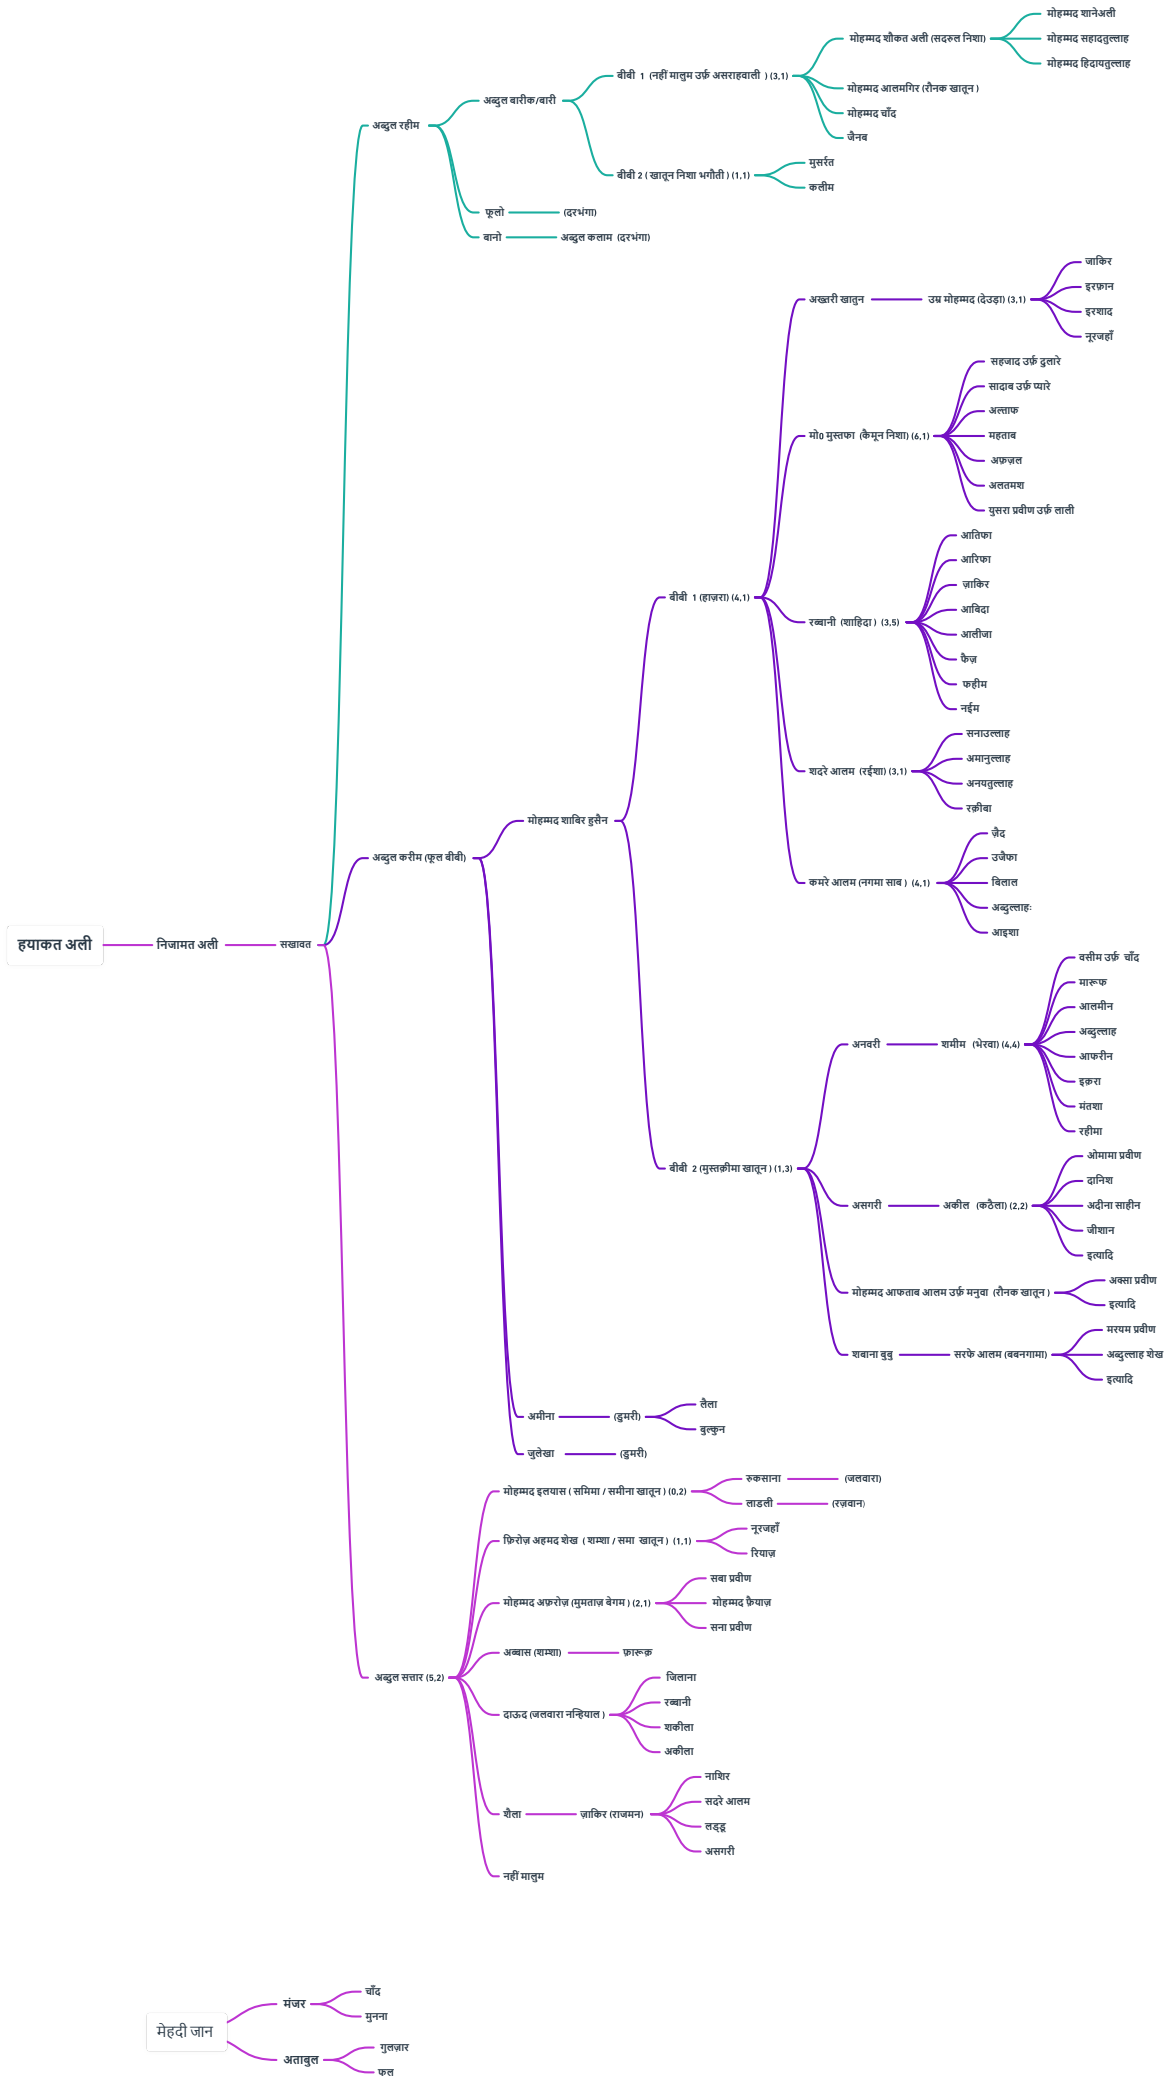 हयाकत अली
निजामत अली
सखावत
अब्दुल रहीम
अब्दुल बारीक/बारी
बीबी 1 (नहीं मालुम उर्फ़ असराहवाली ) (3,1)
मोहम्मद शौकत अली (सदरुल निशा)
मोहम्मद शानेअली
मोहम्मद सहादतुल्लाह
मोहम्मद हिदायतुल्लाह
मोहम्मद आलमगिर (रौनक खातून )
मोहम्मद चाँद
जैनब
बीबी 2 ( खातून निशा भगौती ) (1,1)
मुसर्रत
कलीम
फूलो
(दरभंगा)
बानो
अब्दुल कलाम (दरभंगा)
अब्दुल करीम (फूल बीबी)
मोहम्मद शाबिर हुसैन
बीबी 1 (हाज़रा) (4,1)
अख्तरी खातुन
उम्र मोहम्मद (देउड़ा) (3,1)
जाकिर
इरफ़ान
इरशाद
नूरजहाँ
मो0 मुस्तफा (कैमून निशा) (6,1)
सहजाद उर्फ़ दुलारे
सादाब उर्फ़ प्यारे
अल्ताफ
महताब
अफ़ज़ल
अलतमश
युसरा प्रवीण उर्फ़ लाली
रब्बानी (शाहिदा ) (3,5)
आतिफा
आरिफा
ज़ाकिर
आबिदा
आलीजा
फैज़
फहीम
नईम
शदरे आलम (रईशा) (3,1)
सनाउल्लाह
अमानुल्लाह
अनयतुल्लाह
रक़ीबा
कमरे आलम (नगमा साब ) (4,1)
ज़ैद
उजैफा
बिलाल
अब्दुल्लाहः
आइशा
बीबी 2 (मुस्तक़ीमा खातून ) (1,3)
अनवरी
शमीम (भेरवा) (4,4)
वसीम उर्फ़ चाँद
मारूफ
आलमीन
अब्दुल्लाह
आफरीन
इक़रा
मंतशा
रहीमा
असगरी
अकील (कठैला) (2,2)
ओमामा प्रवीण
दानिश
अदीना साहीन
जीशान
इत्यादि
मोहम्मद आफताब आलम उर्फ़ मनुवा (रौनक खातून )
अक्सा प्रवीण
इत्यादि
शबाना बुबु
सरफे आलम (बबनगामा)
मरयम प्रवीण
अब्दुल्लाह शेख
इत्यादि
अमीना
(डुमरी)
लैला
बुल्कुन
जुलेखा
(डुमरी)
अब्दुल सत्तार (5,2)
मोहम्मद इलयास ( समिमा / समीना खातून ) (0,2)
रुकसाना
(जलवारा)
लाडली
(रज़वान)
फ़िरोज़ अहमद शेख ( शम्शा / समा खातून ) (1,1)
नूरजहाँ
रियाज़
मोहम्मद अफ़रोज़ (मुमताज़ बेगम ) (2,1)
सबा प्रवीण
मोहम्मद फ़ैयाज़
सना प्रवीण
अब्बास (शम्शा)
फ़ारूक़
दाऊद (जलवारा नन्हियाल )
जिलाना
रब्बानी
शकीला
अकीला
शैला
ज़ाकिर (राजमन)
नाशिर
सदरे आलम
लड्डू
असगरी
नहीं मालुम
मेहदी जान
मंजर
चाँद
मुनना
अताबुल
गुलज़ार
फल